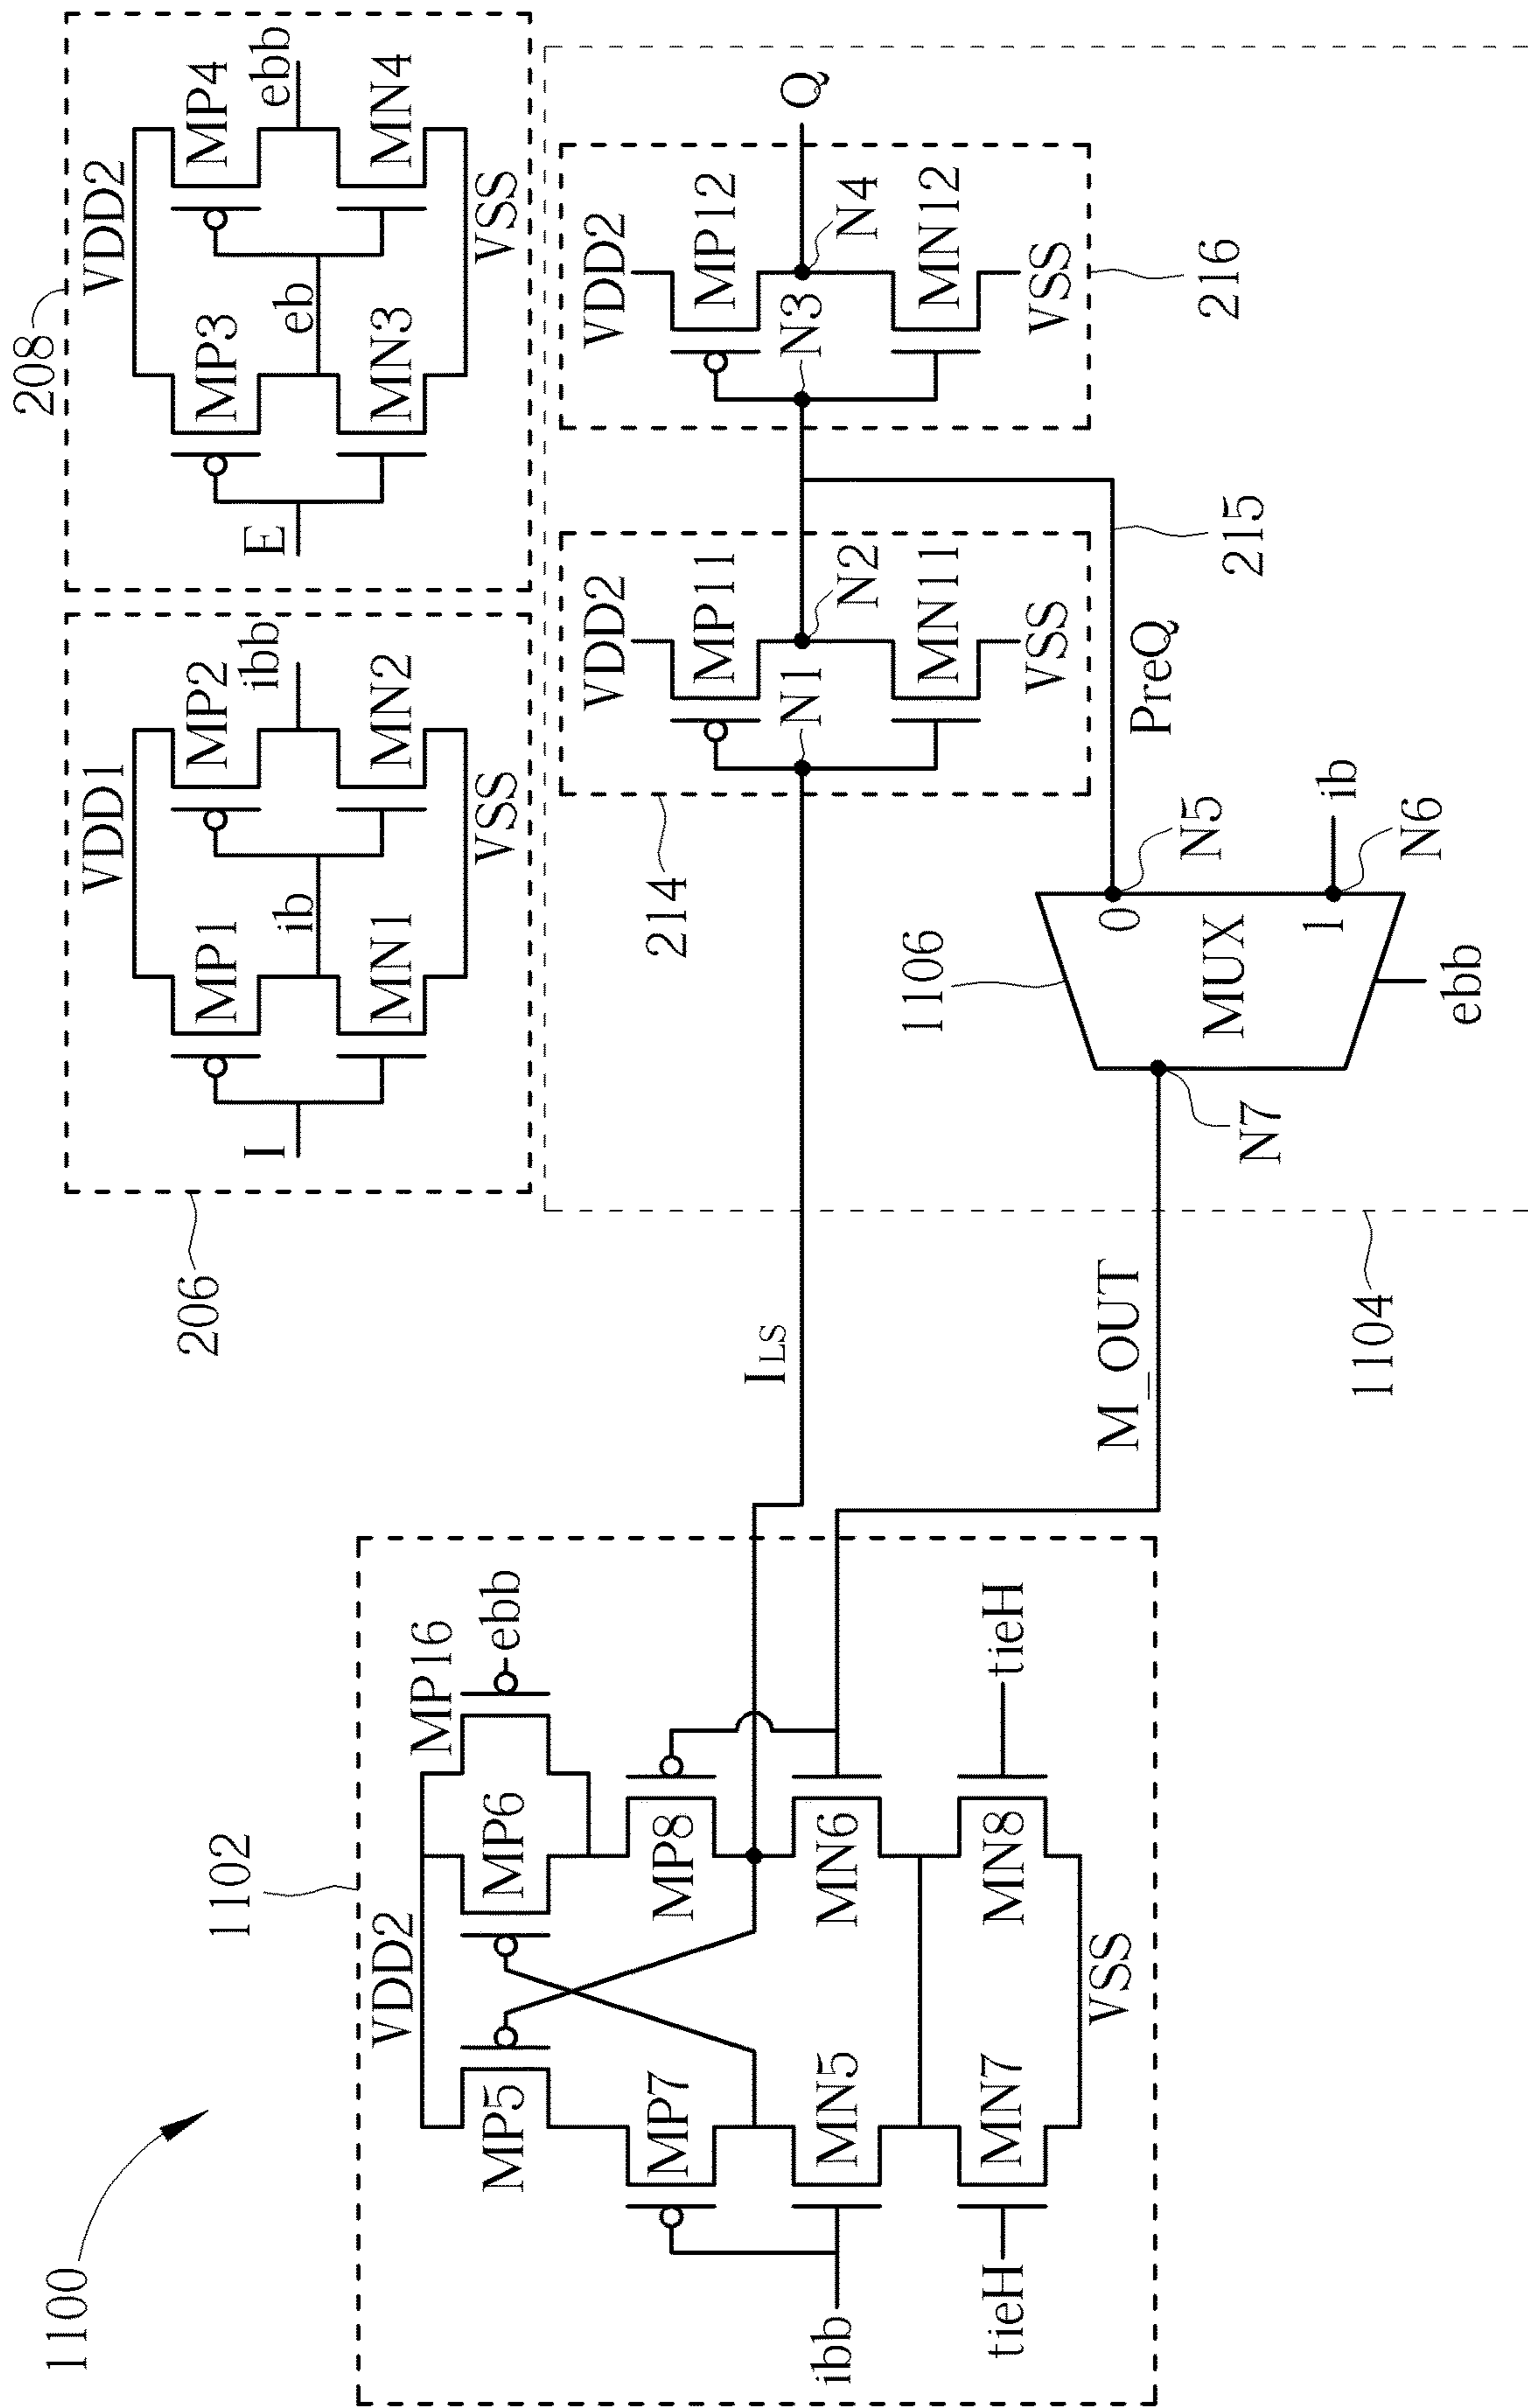 1100
206
VDD1
MP1
MP2
I
ib
ibb
MN1
MN2
VSS
208
VDD2
MP3
MP4
E
eb
ebb
MN3
MN4
VSS
1102
VDD2
MP16
MP5
MP6
ebb
MP7
MP8
ibb
MN5
MN6
tieH
MN7
MN8
tieH
VSS
ILS
M_OUT
214
VDD2
MP11
N1
N2
MN11
VSS
VDD2
MP12
N3
N4
Q
MN12
VSS
216
215
PreQ
1106
N5
0
MUX
1
ib
N6
N7
ebb
1104